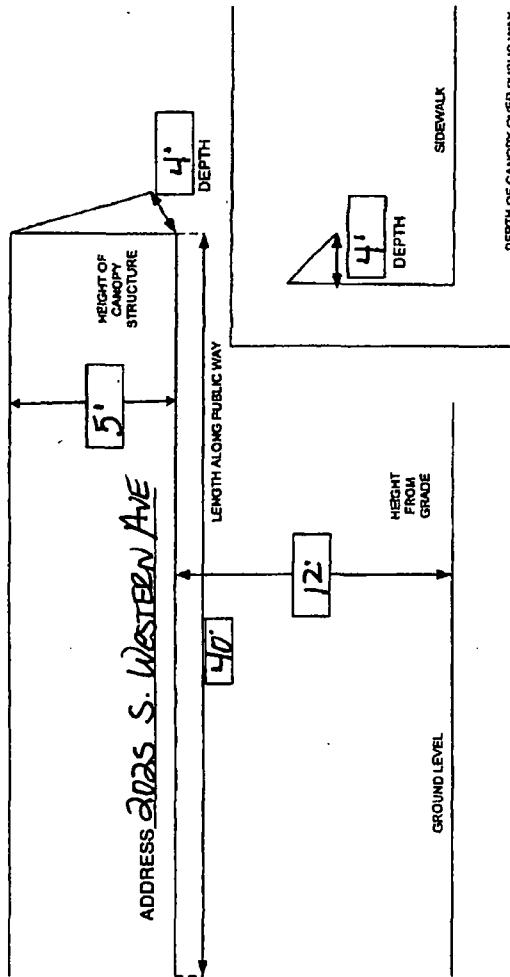 ADDRESS 2025 S. WESTERN AVE
5'
HEIGHT OF
CANOPY
STRUCTURE
4'
DEPTH
40'
LENGTH ALONG PUBLIC WAY
12'
HEIGHT
FROM
GRADE
GROUND LEVEL
4'
DEPTH
SIDEWALK
DEPTH OF CANOPY OVER PUBLIC WAY